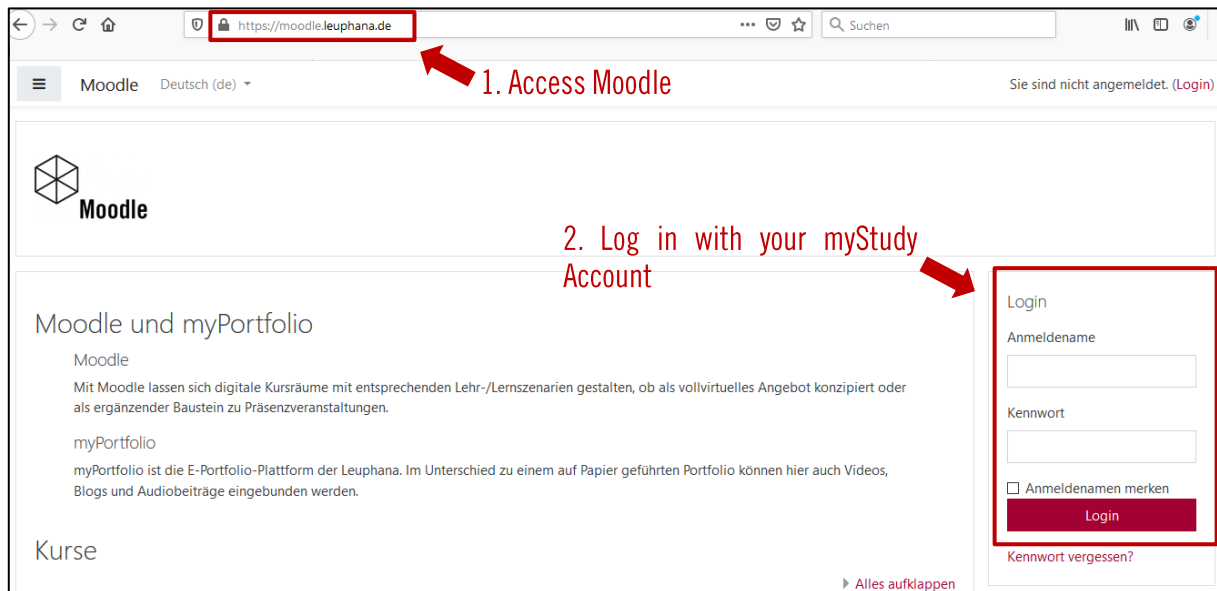 https://moodle.leuphana.de
Suchen
1. Access Moodle
Moodle
Deutsch (de)
Sie sind nicht angemeldet. (Login)
Moodle
2. Log in with your myStudy
Account
Moodle und myPortfolio
Moodle
Mit Moodle lassen sich digitale Kursräume mit entsprechenden Lehr-/Lernszenarien gestalten, ob als vollvirtuelles Angebot konzipiert oder
als ergänzender Baustein zu Präsenzveranstaltungen.
myPortfolio
myPortfolio ist die E-Portfolio-Plattform der Leuphana. Im Unterschied zu einem auf Papier geführten Portfolio können hier auch Videos,
Blogs und Audiobeiträge eingebunden werden.
Kurse
Alles aufklappen
Login
Anmeldename
Kennwort
Anmeldenamen merken
Login
Kennwort vergessen?